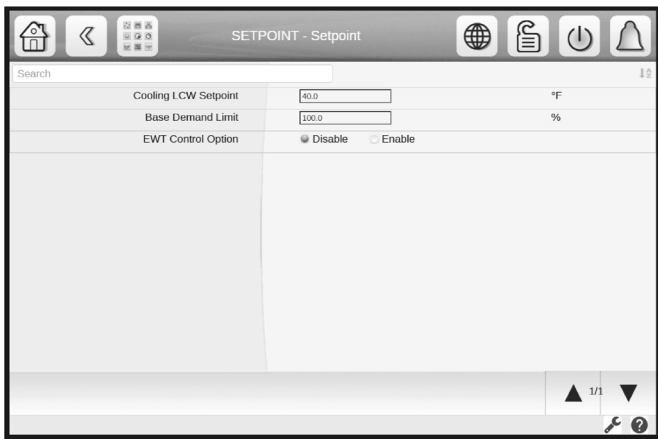 SETPOINT - Setpoint
Search
Cooling LCW Setpoint 40.0 °F
Base Demand Limit 100.0 %
EWT Control Option Disable Enable
1/1